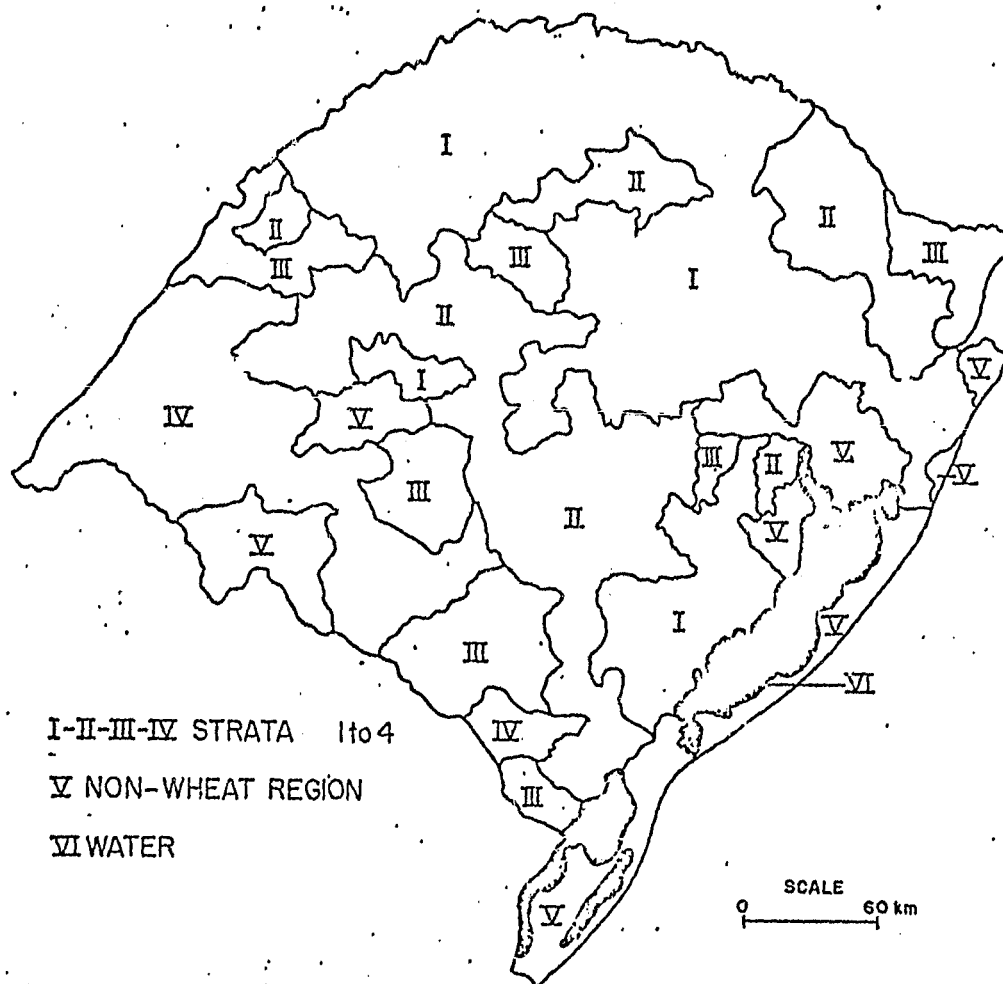 I
II
II
II
III
III
III
I
II
I
V
V
IV
III
II
V
V
III
II
V
V
I
V
III
VI
IV
III
V
I-II-III-IV STRATA 1 to 4
V NON-WHEAT REGION
VI WATER
SCALE
0 60 km